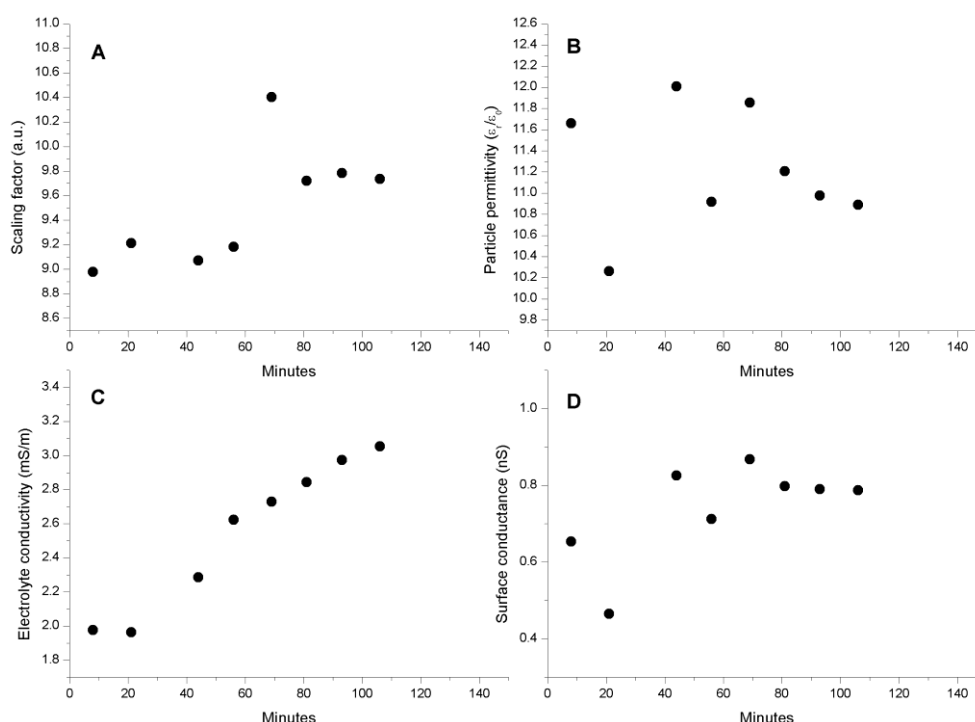 A
Scaling factor (a.u.)
11.0
10.8
10.6
10.4
10.2
10.0
9.8
9.6
9.4
9.2
9.0
8.8
8.6
0 20 40 60 80 100 120 140
Minutes
B
Particle permittivity (εᵣ/ε₀)
12.6
12.4
12.2
12.0
11.8
11.6
11.4
11.2
11.0
10.8
10.6
10.4
10.2
10.0
9.8
0 20 40 60 80 100 120 140
Minutes
C
Electrolyte conductivity (mS/m)
3.4
3.2
3.0
2.8
2.6
2.4
2.2
2.0
1.8
0 20 40 60 80 100 120 140
Minutes
D
Surface conductance (nS)
1.0
0.8
0.6
0.4
0 20 40 60 80 100 120 140
Minutes